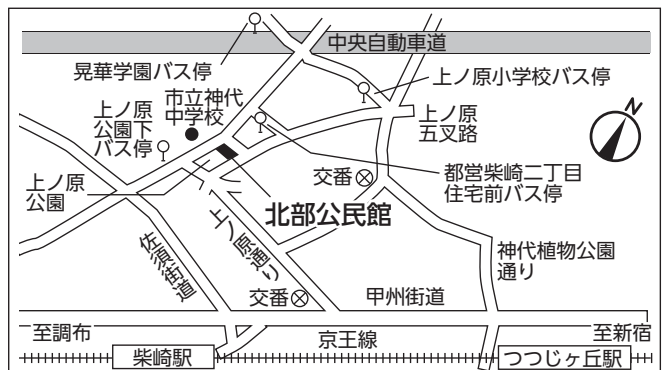 中央自動車道
晃華学園バス停
上ノ原小学校バス停
市立神代
中学校
上ノ原
公園下
バス停
上ノ原
五叉路
N
交番
都営柴崎二丁目
住宅前バス停
上ノ原
公園
北部公民館
上ノ原通り
佐須街道
神代植物公園
通り
交番
甲州街道
至調布
京王線
至新宿
柴崎駅
つつじヶ丘駅